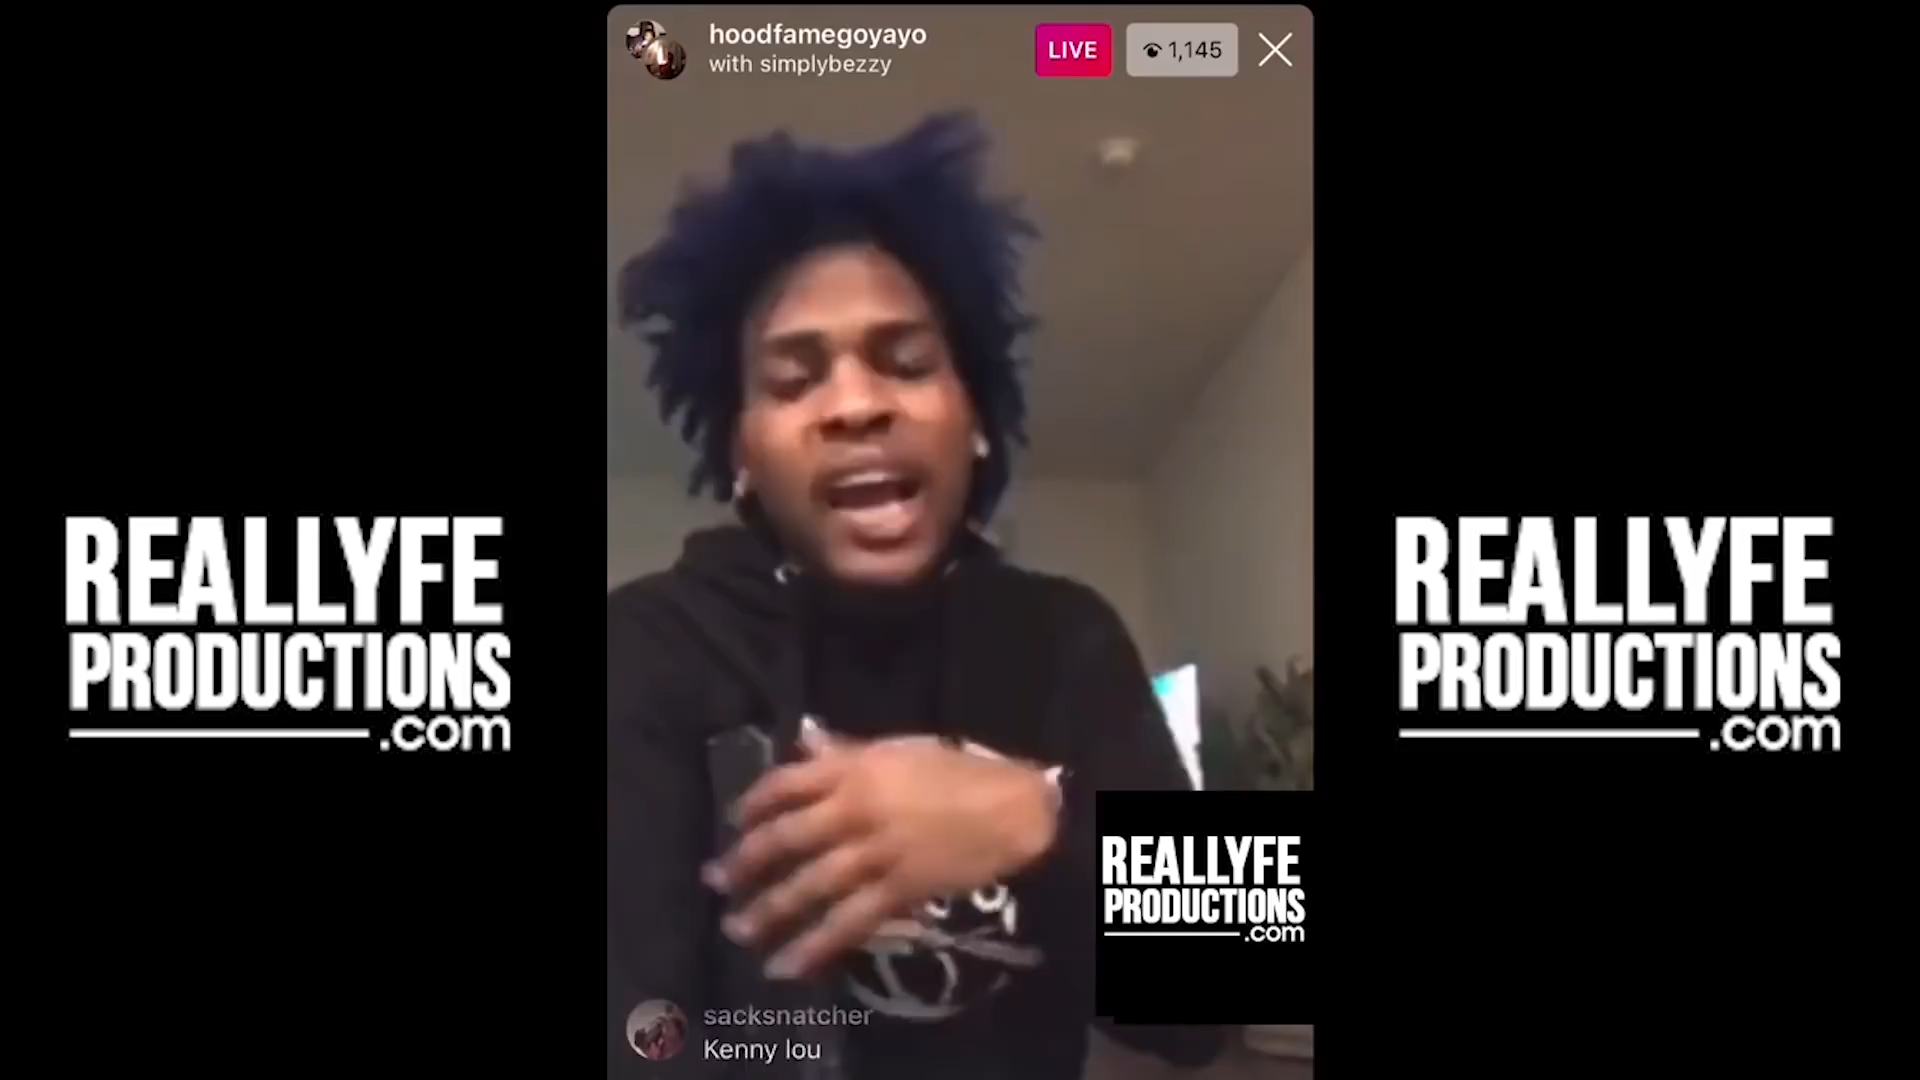 hoodfamegoyayo
with simplybezzy
LIVE
1,145
REALLYFE
PRODUCTIONS
.com
REALLYFE
PRODUCTIONS
.com
REALLYFE
PRODUCTIONS
.com
sacksnatcher
Kenny lou